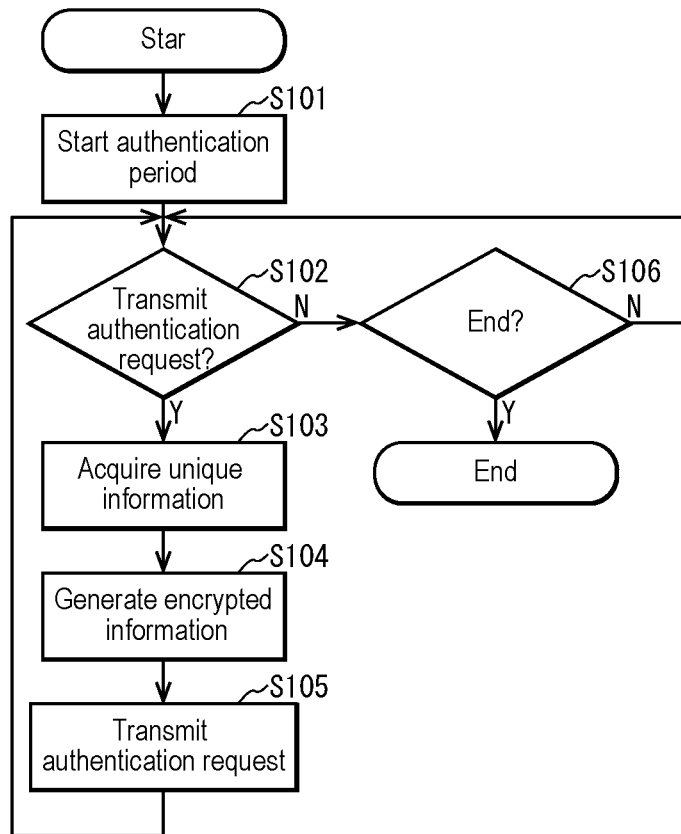 Star
S101
Start authentication
period
S102
Transmit
authentication
request?
N
Y
S106
End?
N
Y
S103
Acquire unique
information
End
S104
Generate encrypted
information
S105
Transmit
authentication request